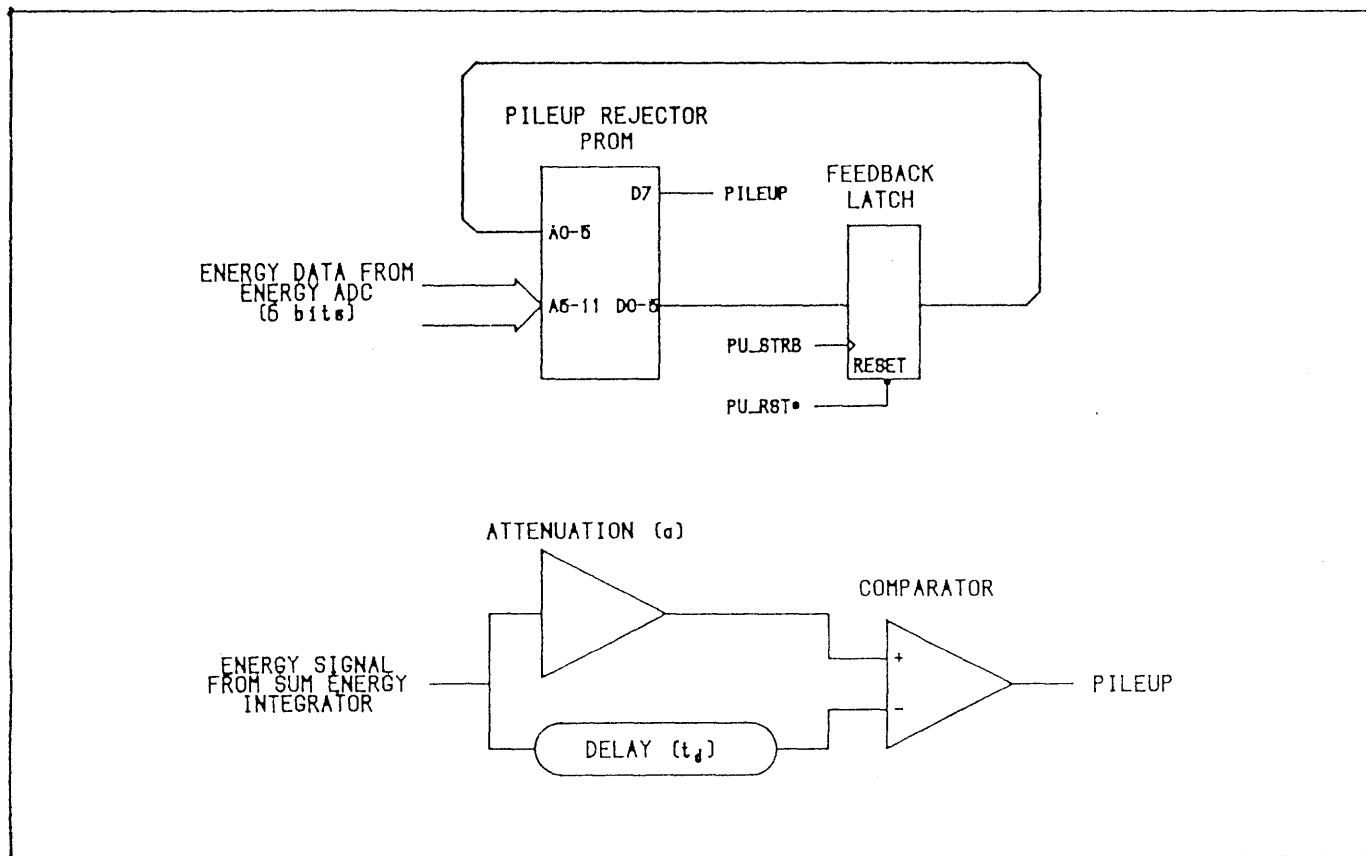 PILEUP REJECTOR
PROM
D7
PILEUP
FEEDBACK
LATCH
A0-5
ENERGY DATA FROM
ENERGY ADC
(6 bits)
A6-11
D0-5
PU_STRB
RESET
PU_RST*
ATTENUATION (a)
COMPARATOR
+
ENERGY SIGNAL
FROM SUM ENERGY
INTEGRATOR
PILEUP
-
DELAY (td)